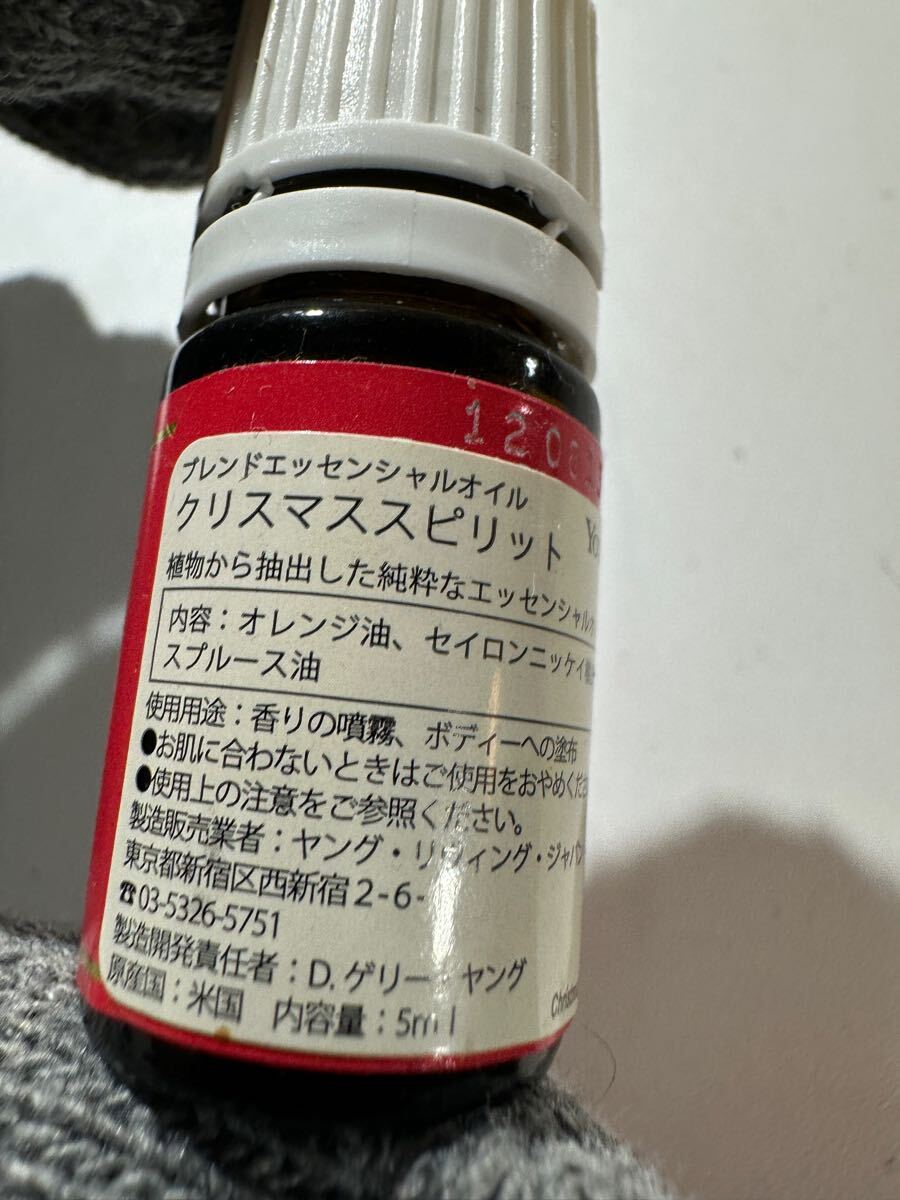 120
ブレンドエッセンシャルオイル
クリスマススピリット
Yo
植物から抽出した純粋なエッセンシャル
内容：オレンジ油、セイロンニッケイ
スプルース油
使用用途：香りの噴霧、ボディーへの塗布
●お肌に合わないときはご使用をおやめくだ
●使用上の注意をご参照ください。
製造販売業者：ヤング・リヴィング・ジャパン
東京都新宿区西新宿2-6-
☎03-5326-5751
製造開発責任者：D.ゲリー・ヤング
原産国：米国 内容量：5ml
Christm